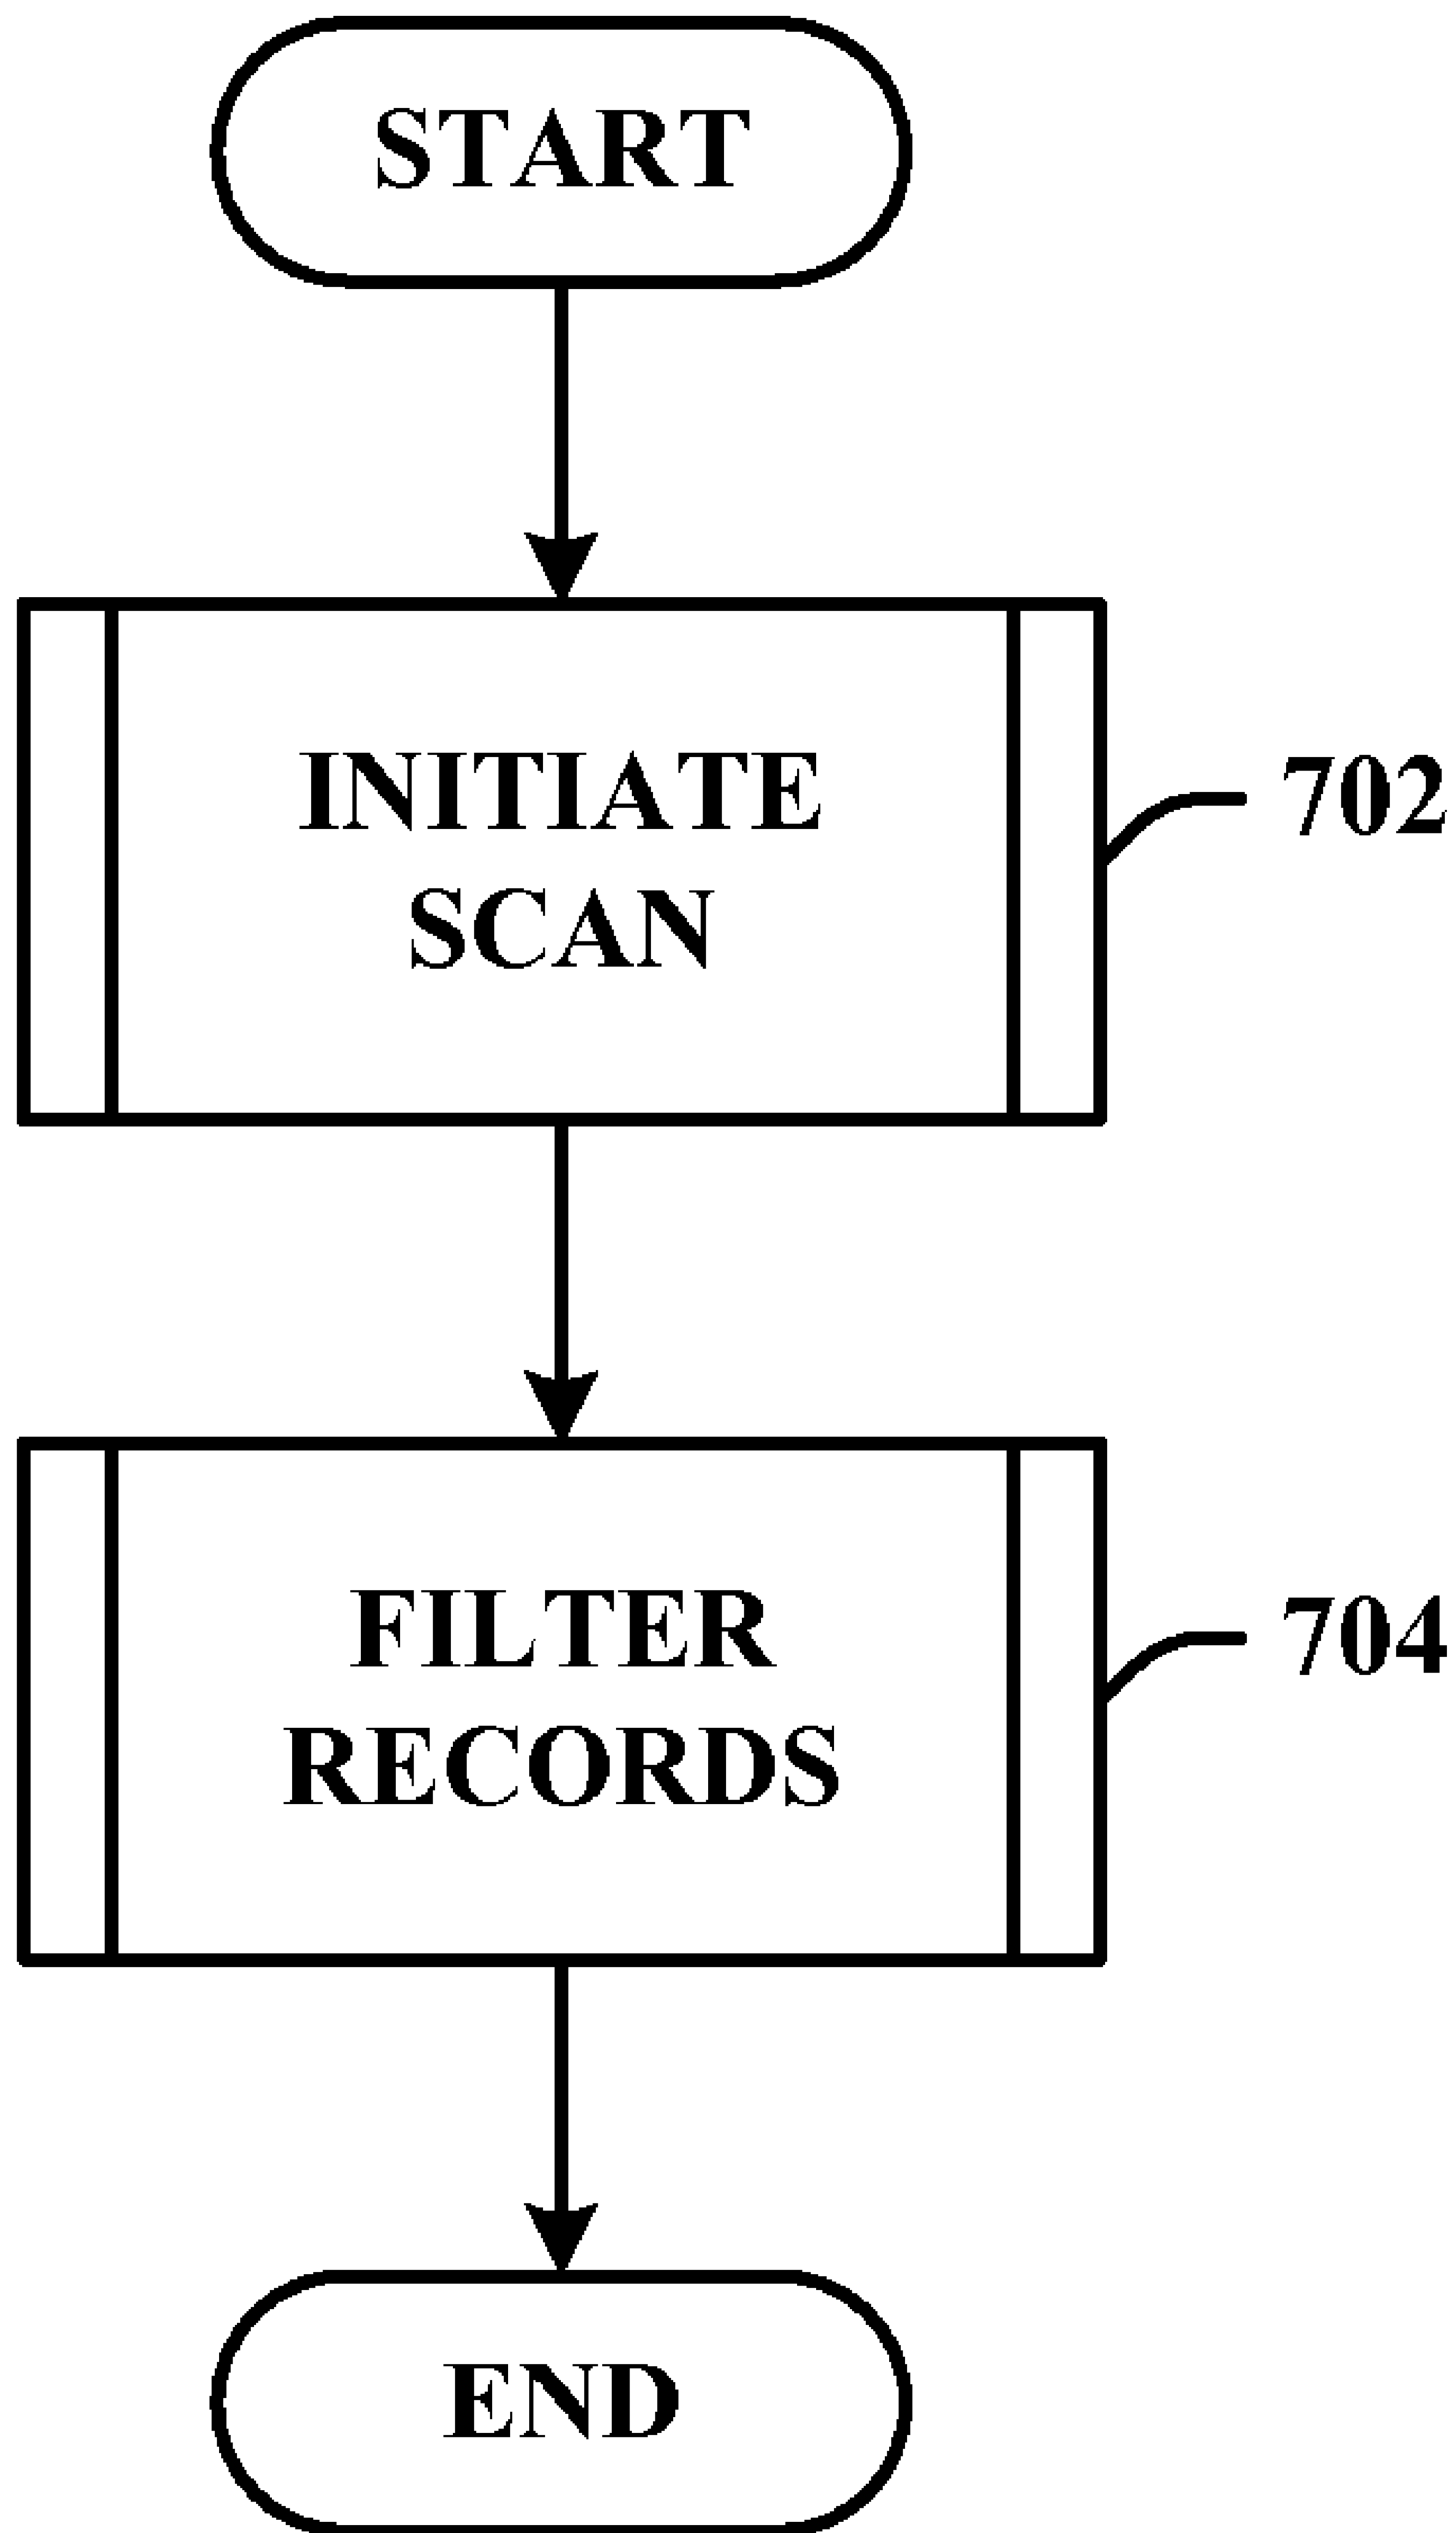 START
INITIATE
SCAN
702
FILTER
RECORDS
704
END